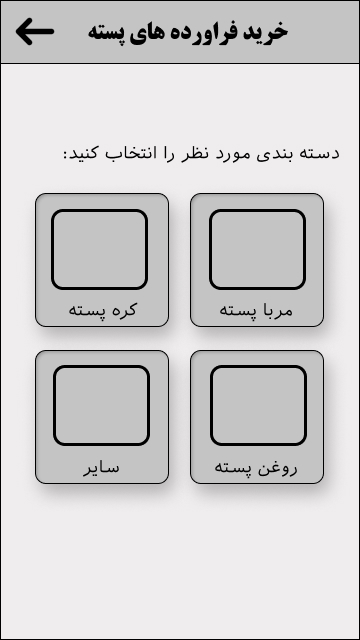 خرید فراورده های پسته
دسته بندی مورد نظر را انتخاب کنید:
مربا پسته
کره پسته
روغن پسته
سایر